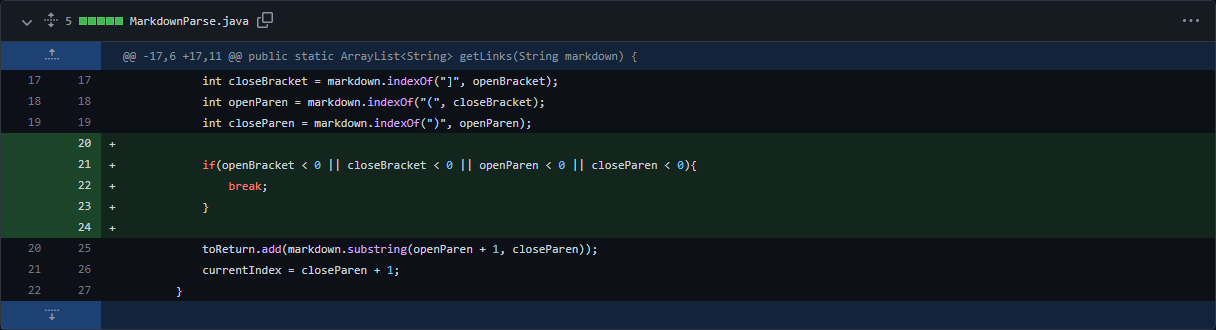 5 MarkdownParse.java
@@ -17,6 +17,11 @@ public static ArrayList<String> getLinks(String markdown) {
17 17 int closeBracket = markdown.indexOf("]", openBracket);
18 18 int openParen = markdown.indexOf("(", closeBracket);
19 19 int closeParen = markdown.indexOf(")", openParen);
20 +
21 + if(openBracket < 0 || closeBracket < 0 || openParen < 0 || closeParen < 0){
22 + break;
23 + }
24 +
20 25 toReturn.add(markdown.substring(openParen + 1, closeParen));
21 26 currentIndex = closeParen + 1;
22 27 }